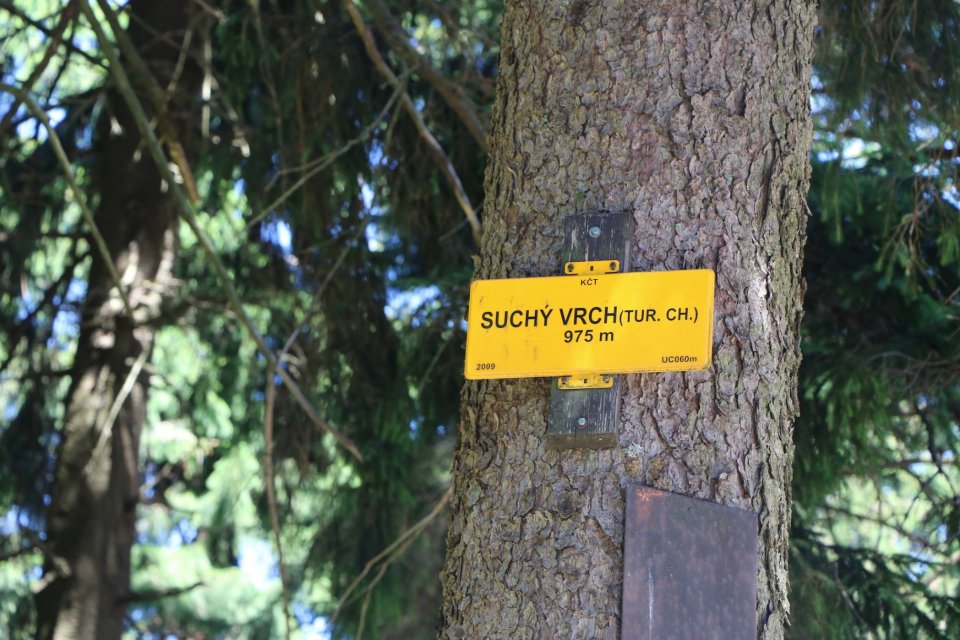 KČT
SUCHÝ VRCH (TUR. CH.)
975 m
2009 UC060m